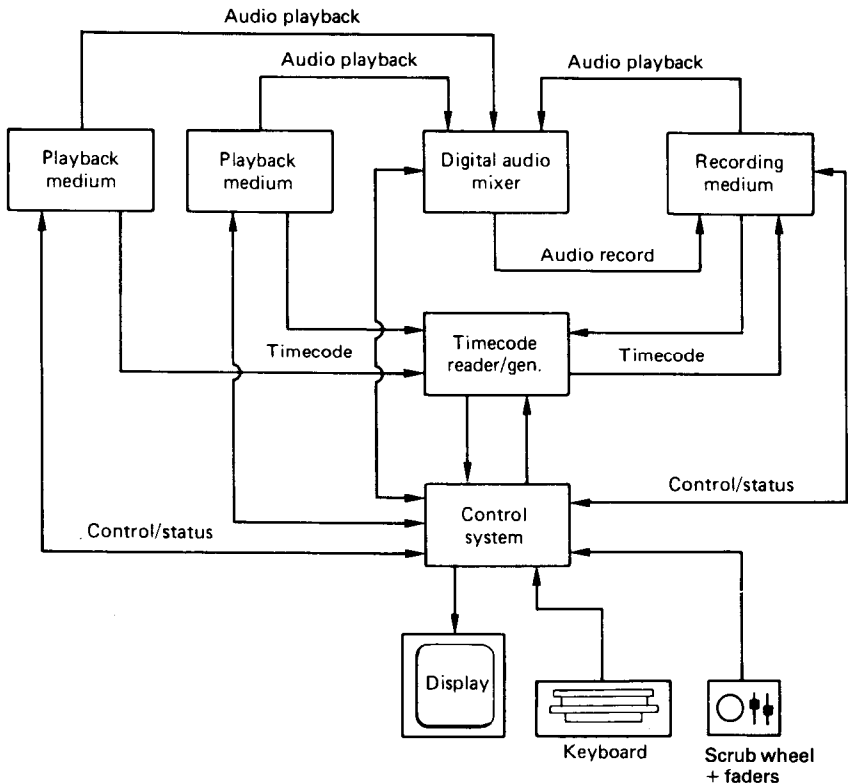 Audio playback
Audio playback
Audio playback
Playback
medium
Playback
medium
Digital audio
mixer
Recording
medium
Audio record
Timecode
Timecode
reader/gen.
Timecode
Control/status
Control
system
Control/status
Display
Keyboard
Scrub wheel
+ faders